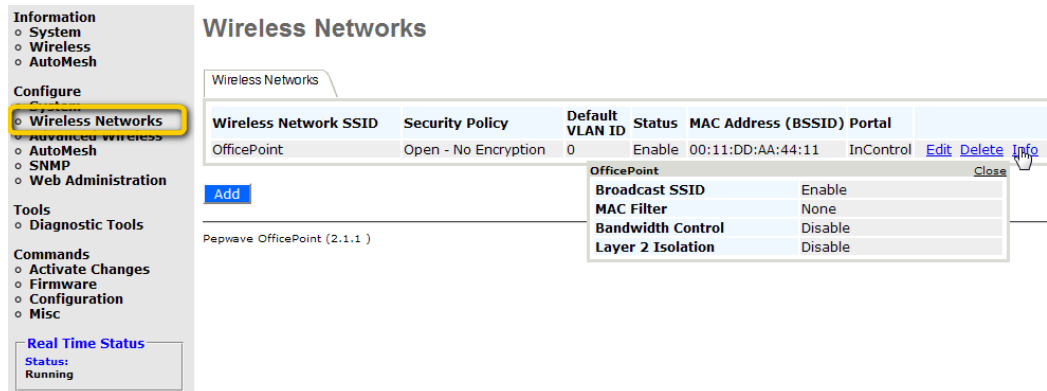 Information
System
Wireless
AutoMesh
Configure
System
Wireless Networks
Advanced Wireless
AutoMesh
SNMP
Web Administration
Tools
Diagnostic Tools
Commands
Activate Changes
Firmware
Configuration
Misc
Real Time Status
Status:
Running
Wireless Networks
Wireless Networks
Wireless Network SSID Security Policy Default VLAN ID Status MAC Address (BSSID) Portal
OfficePoint Open - No Encryption 0 Enable 00:11:DD:AA:44:11 InControl Edit Delete Info
OfficePoint Close
Broadcast SSID Enable
MAC Filter None
Bandwidth Control Disable
Layer 2 Isolation Disable
Add
Pepwave OfficePoint (2.1.1 )